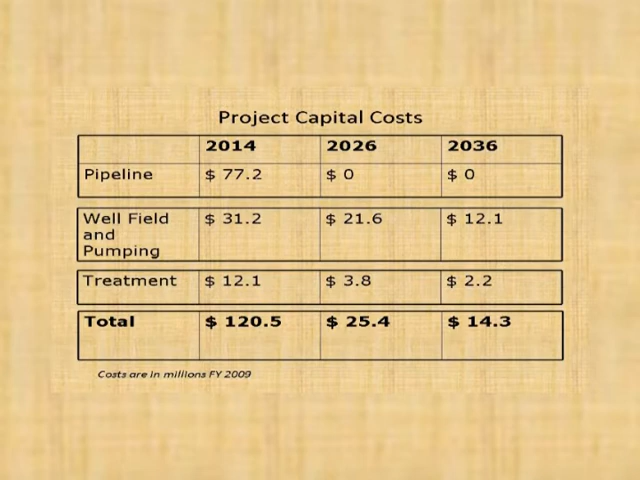 Project Capital Costs
2014 2026 2036
Pipeline $ 77.2 $ 0 $ 0
Well Field $ 31.2 $ 21.6 $ 12.1
and
Pumping
Treatment $ 12.1 $ 3.8 $ 2.2
Total $ 120.5 $ 25.4 $ 14.3
Costs are in millions FY 2009